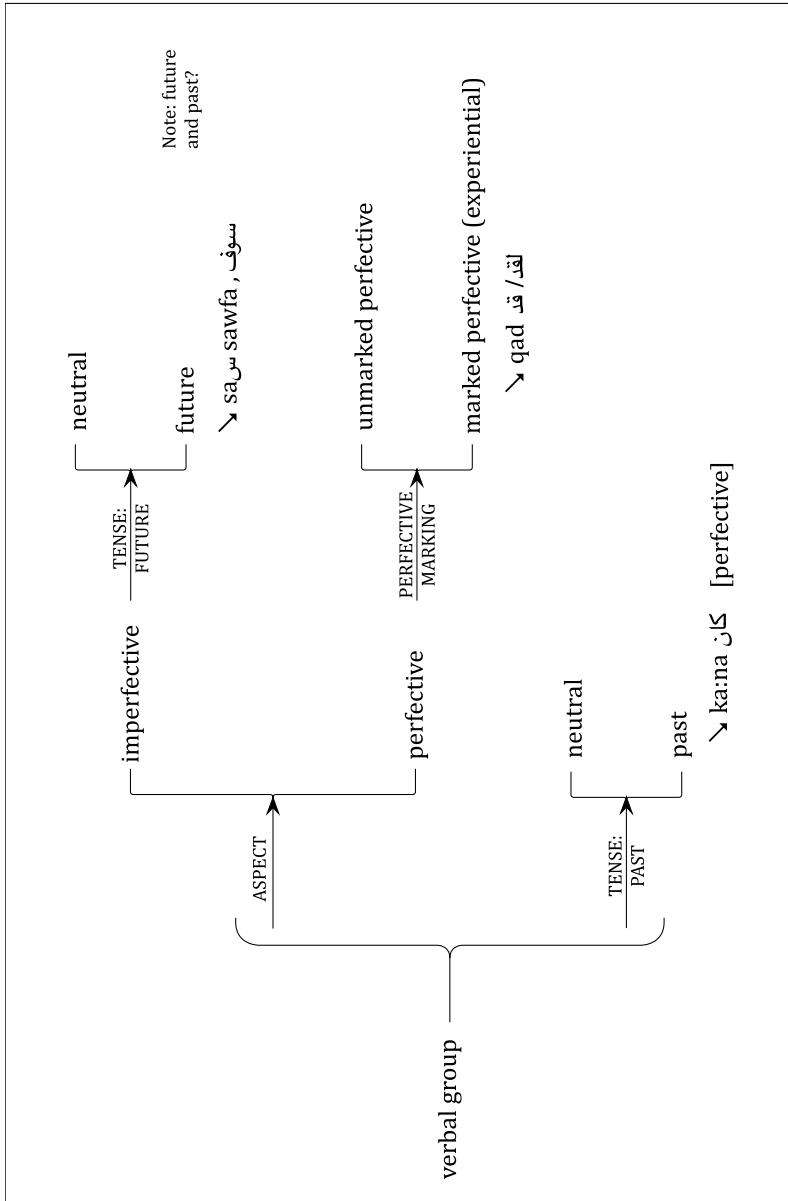 verbal group
ASPECT
imperfective
TENSE:
FUTURE
neutral
future
↘ sa س sawfa , سوف
Note: future
and past?
perfective
PERFECTIVE
MARKING
unmarked perfective
marked perfective (experiential)
↘ qad لقد/ قد
TENSE:
PAST
neutral
past
↘ ka:na كان [perfective]